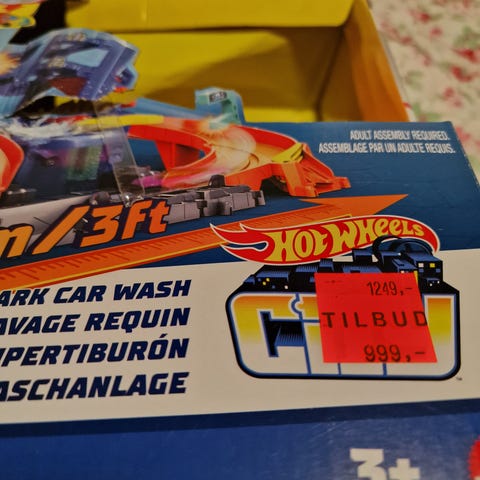 ADULT ASSEMBLY REQUIRED.
ASSEMBLAGE PAR UN ADULTE REQUIS.
m/3Ft
HOT WHEELS
ARK CAR WASH
AVAGE REQUIN
PERTIBURÓN
ASCHANLAGE
1249,-
TILBUD
999,-
3+